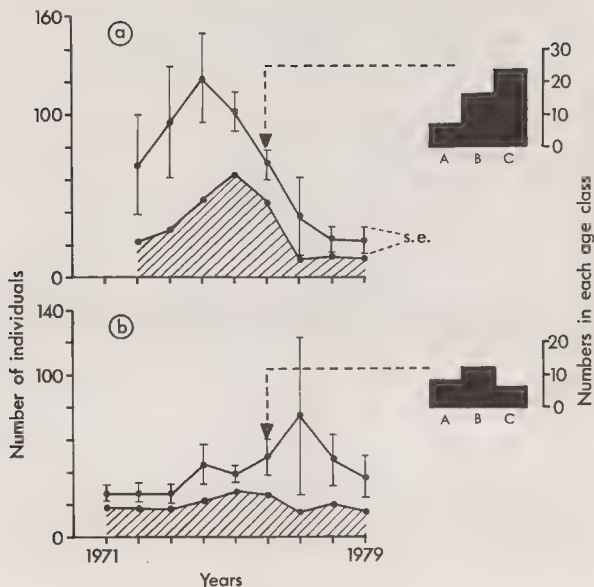 160
100
0
a
s.e.
30
20
10
0
A B C
140
100
0
b
20
10
0
A B C
Number of individuals
Numbers in each age class
1971
1979
Years